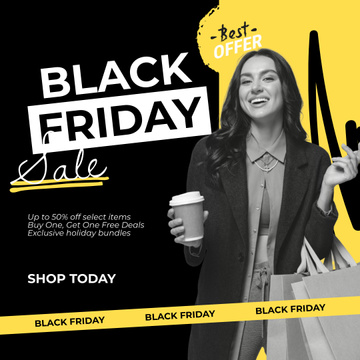 -Best-
OFFER
BLACK
FRIDAY
Sale
Up to 50% off select items
Buy One, Get One Free Deals
Exclusive holiday bundles
SHOP TODAY
BLACK FRIDAY BLACK FRIDAY BLACK FRIDAY